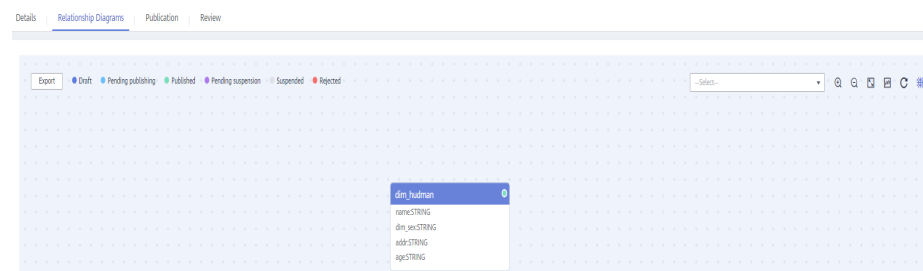 Details Relationship Diagrams Publication Review
Export Draft Pending publishing Published Pending suspension Suspended Rejected --Select--
dim_hudman
name:STRING
dim_sex:STRING
addr:STRING
age:STRING